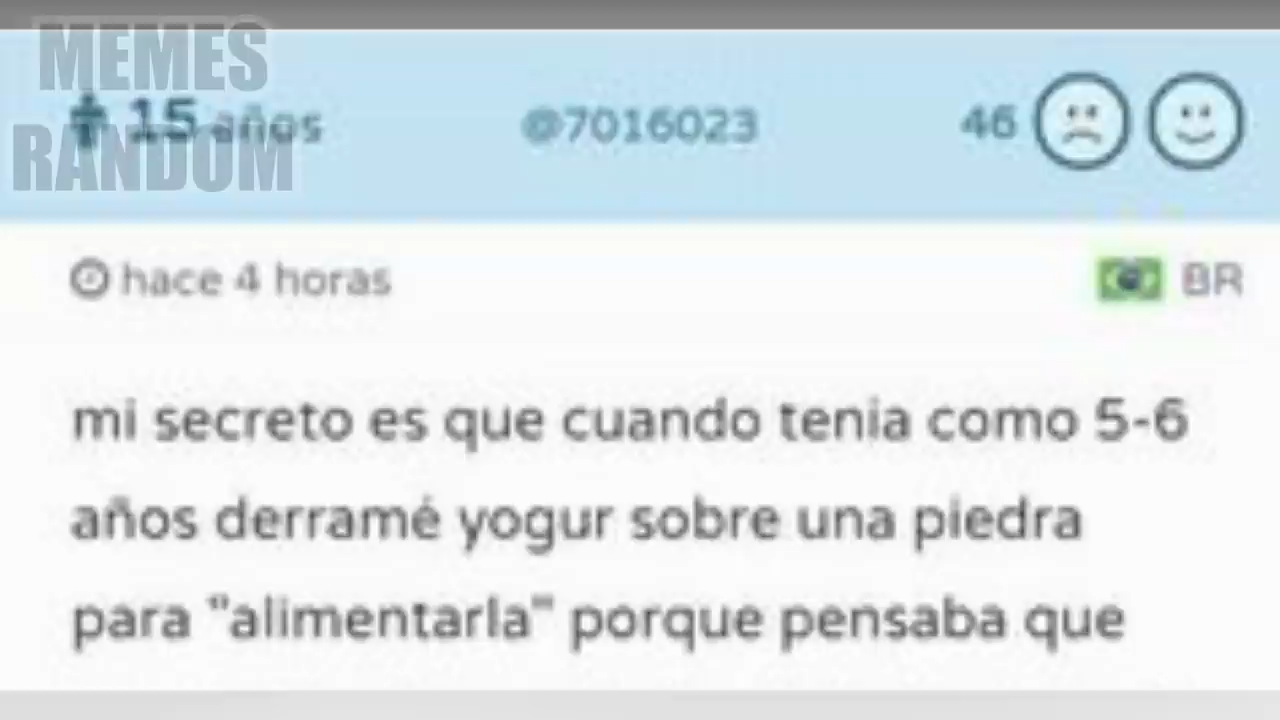 MEMES
RANDOM
15 años @7016023 46
hace 4 horas BR
mi secreto es que cuando tenia como 5-6
años derramé yogur sobre una piedra
para "alimentarla" porque pensaba que